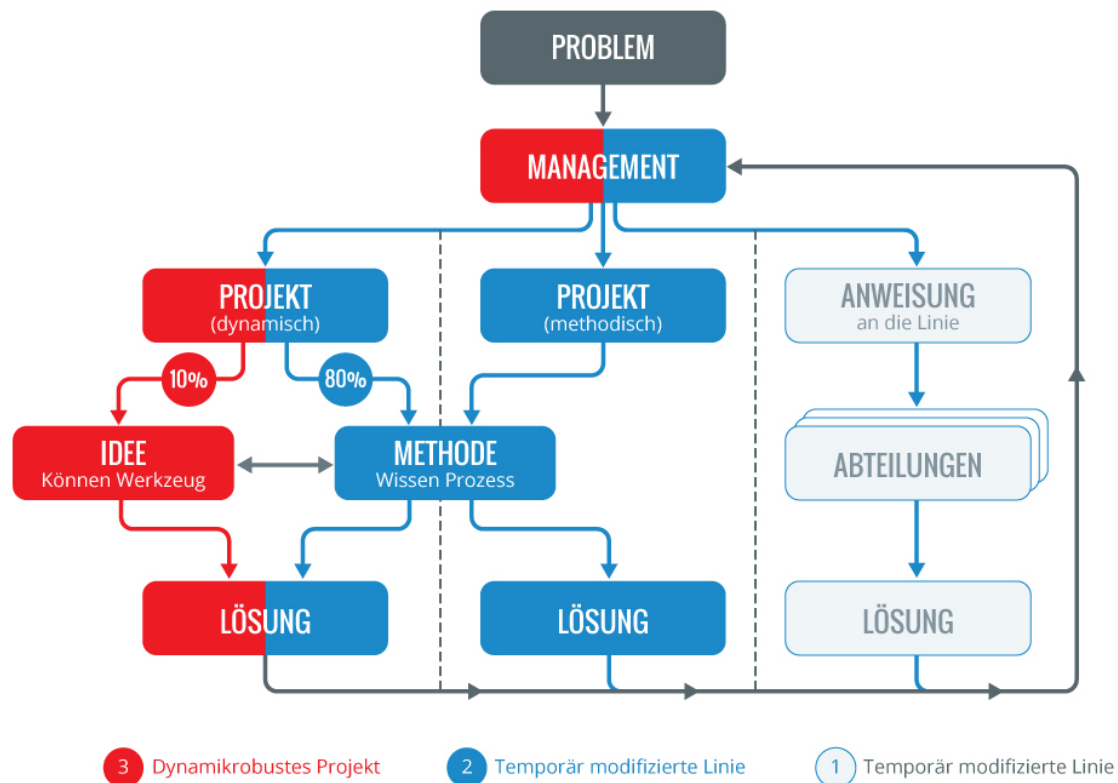 PROBLEM
MANAGEMENT
PROJEKT
(dynamisch)
PROJEKT
(methodisch)
ANWEISUNG
an die Linie
10%
80%
IDEE
Können Werkzeug
METHODE
Wissen Prozess
ABTEILUNGEN
LÖSUNG
LÖSUNG
LÖSUNG
3 Dynamikrobustes Projekt
2 Temporär modifizierte Linie
1 Temporär modifizierte Linie